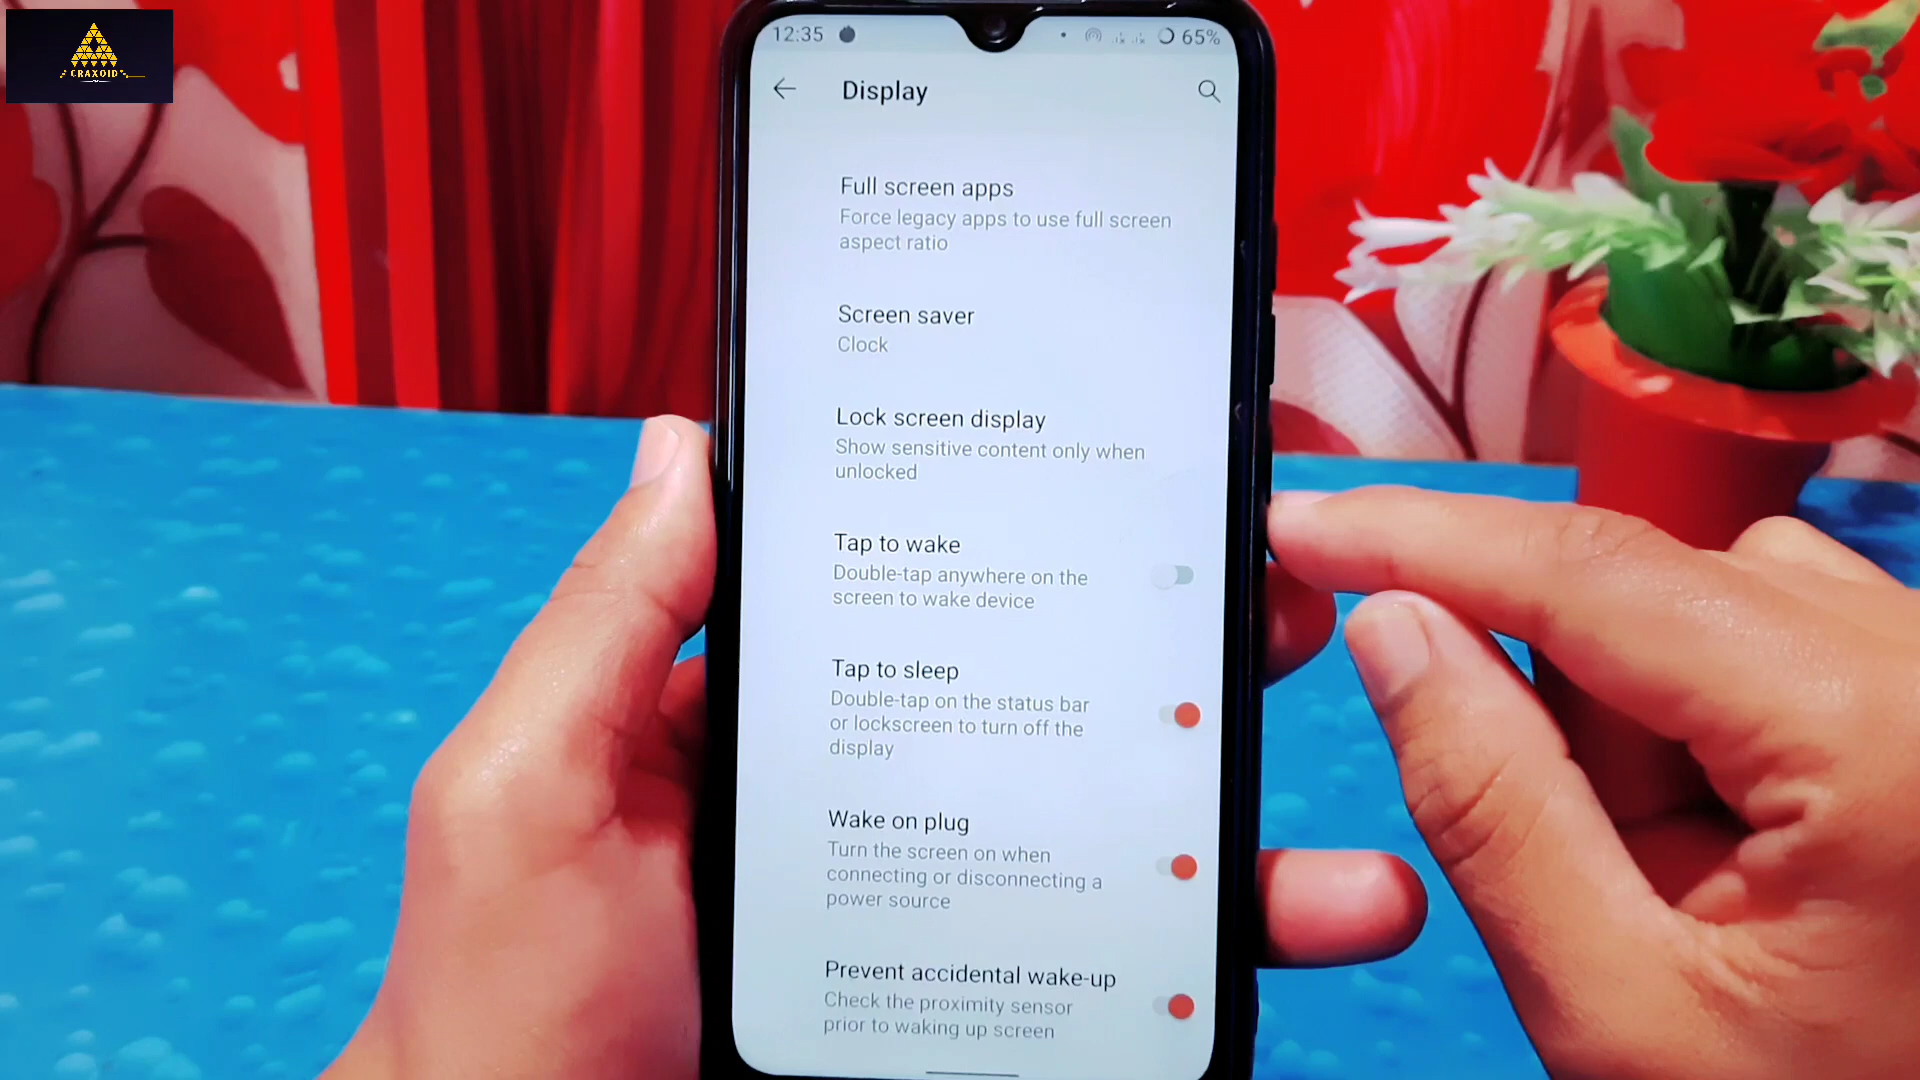 CRAXOID
12:35
65%
Display
Full screen apps
Force legacy apps to use full screen
aspect ratio
Screen saver
Clock
Lock screen display
Show sensitive content only when
unlocked
Tap to wake
Double-tap anywhere on the
screen to wake device
Tap to sleep
Double-tap on the status bar
or lockscreen to turn off the
display
Wake on plug
Turn the screen on when
connecting or disconnecting a
power source
Prevent accidental wake-up
Check the proximity sensor
prior to waking up screen